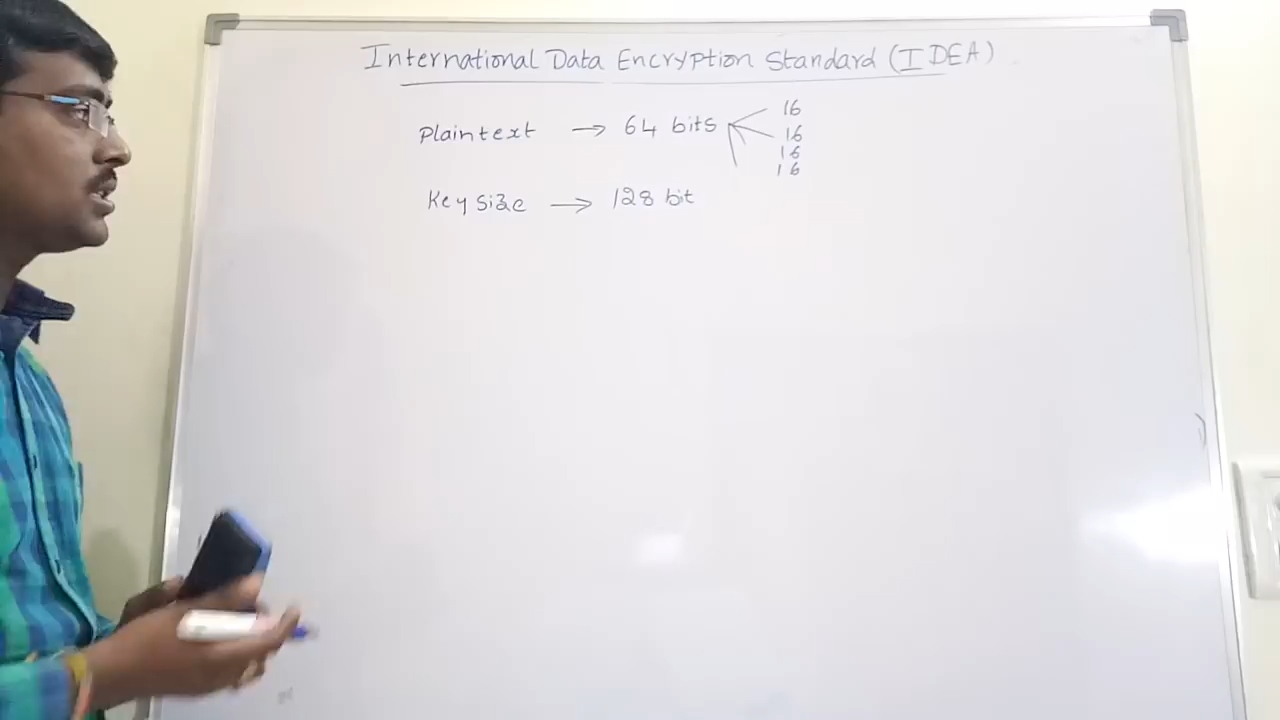 International Data Encryption Standard (IDEA)
Plaintext → 64 bits
16
16
16
16
Key size → 128 bit